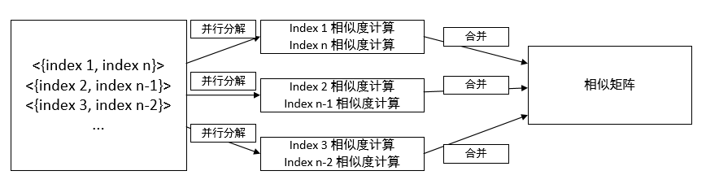 <{index 1, index n}>
<{index 2, index n-1}>
<{index 3, index n-2}>
...
并行分解
并行分解
并行分解
Index 1 相似度计算
Index n 相似度计算
Index 2 相似度计算
Index n-1 相似度计算
Index 3 相似度计算
Index n-2 相似度计算
合并
合并
合并
相似矩阵